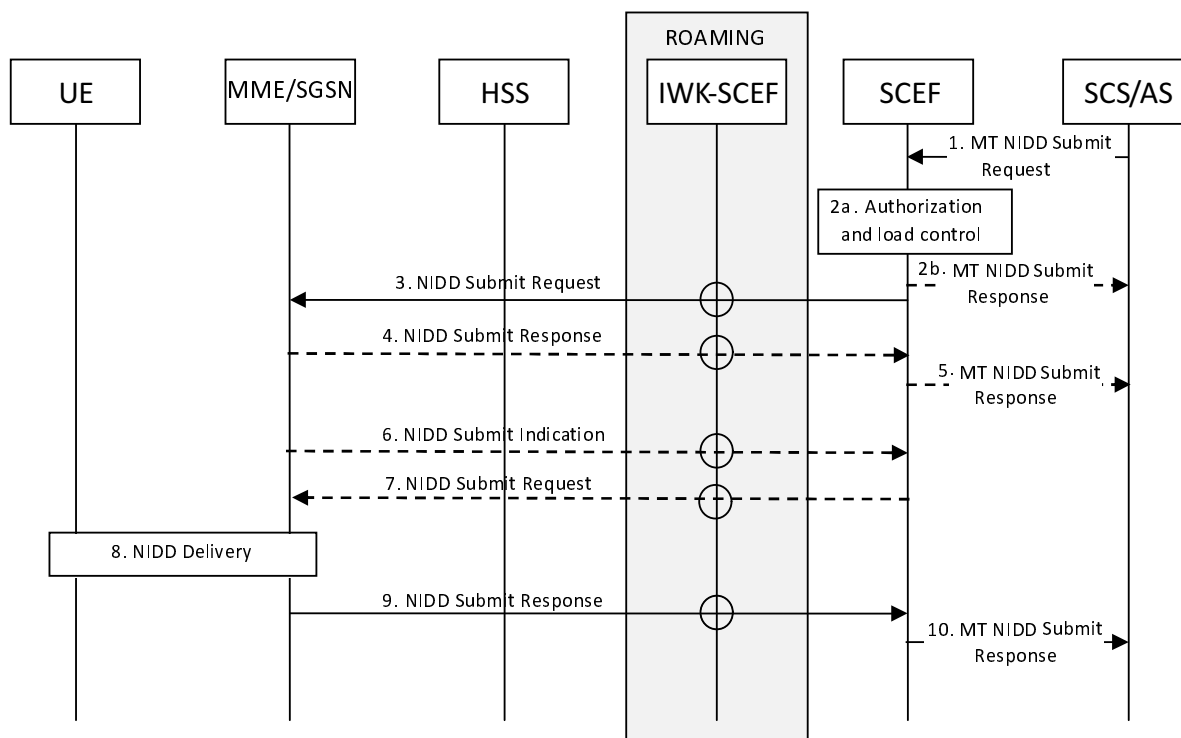 ROAMING
UE
MME/SGSN
HSS
IWK-SCEF
SCEF
SCS/AS
1. MT NIDD Submit
Request
2a. Authorization
and load control
2b. MT NIDD Submit
Response
3. NIDD Submit Request
4. NIDD Submit Response
5. MT NIDD Submit
Response
6. NIDD Submit Indication
7. NIDD Submit Request
8. NIDD Delivery
9. NIDD Submit Response
10. MT NIDD Submit
Response